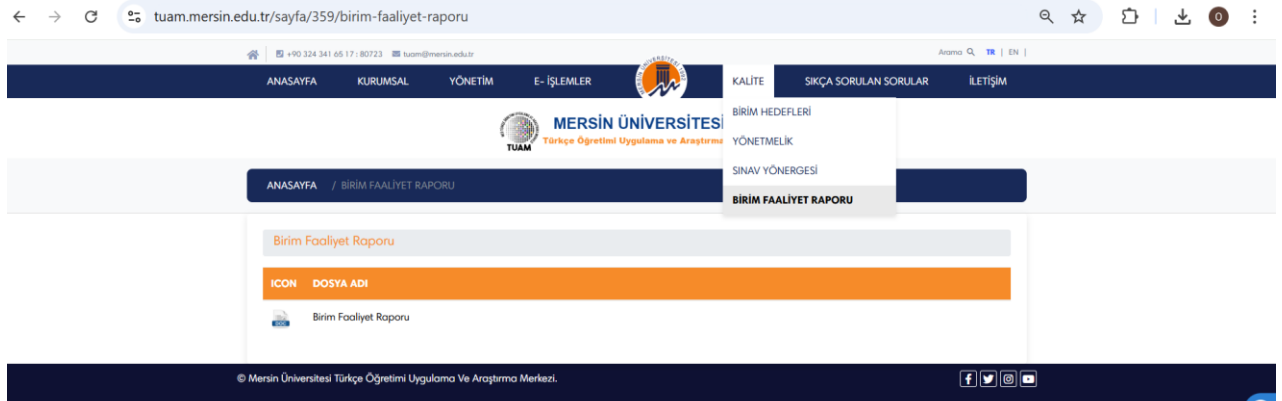 tuam.mersin.edu.tr/sayfa/359/birim-faaliyet-raporu
O
+90 324 341 65 17 : 80723 tuam@mersin.edu.tr
Arama TR | EN |
ANASAYFA KURUMSAL YÖNETİM E- İŞLEMLER KALİTE SIKÇA SORULAN SORULAR İLETİŞİM
BİRİM HEDEFLERİ
YÖNETMELİK
SINAV YÖNERGESİ
BİRİM FAALİYET RAPORU
TUAM
MERSİN ÜNİVERSİTESİ
Türkçe Öğretimi Uygulama ve Araştırma
ANASAYFA / BİRİM FAALİYET RAPORU
Birim Faaliyet Raporu
ICON DOSYA ADI
DOC Birim Faaliyet Raporu
© Mersin Üniversitesi Türkçe Öğretimi Uygulama Ve Araştırma Merkezi.